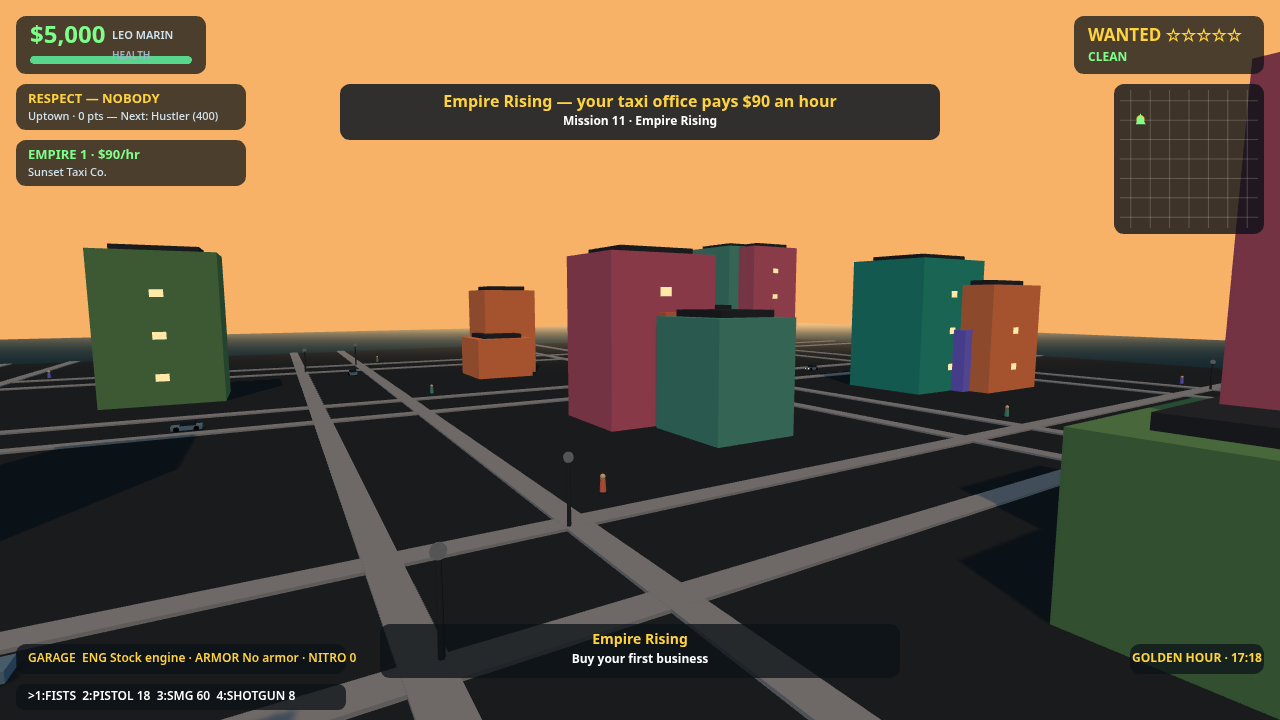 $5,000 LEO MARIN
HEALTH
WANTED ☆☆☆☆☆
CLEAN
RESPECT — NOBODY
Uptown · 0 pts — Next: Hustler (400)
Empire Rising — your taxi office pays $90 an hour
Mission 11 · Empire Rising
EMPIRE 1 · $90/hr
Sunset Taxi Co.
Empire Rising
Buy your first business
GARAGE ENG Stock engine · ARMOR No armor · NITRO 0
GOLDEN HOUR · 17:18
>1:FISTS 2:PISTOL 18 3:SMG 60 4:SHOTGUN 8